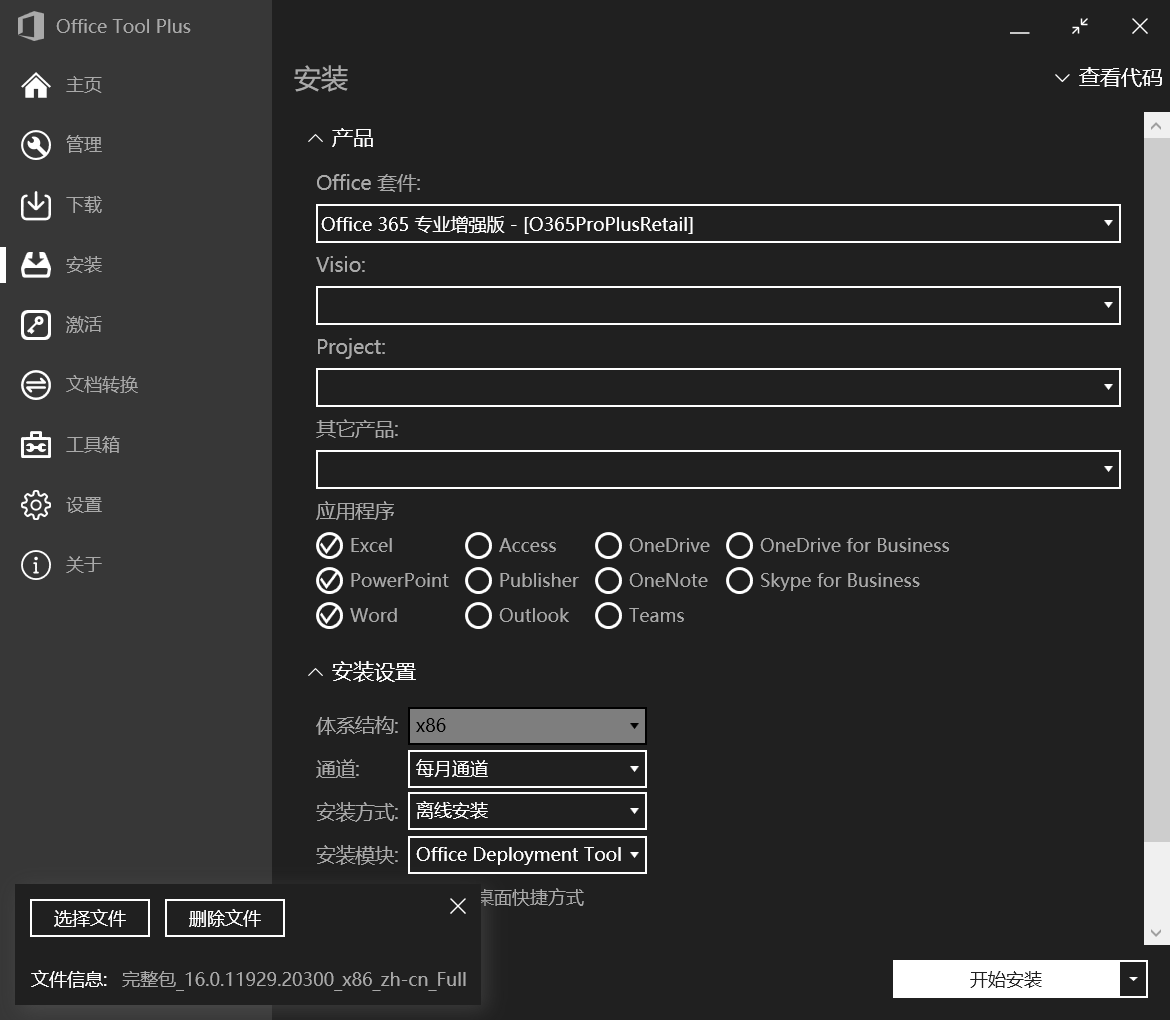 Office Tool Plus
主页
管理
下载
安装
激活
文档转换
工具箱
设置
关于
安装
查看代码
产品
Office 套件:
Office 365 专业增强版 - [O365ProPlusRetail]
Visio:
Project:
其它产品:
应用程序
Excel Access OneDrive OneDrive for Business
PowerPoint Publisher OneNote Skype for Business
Word Outlook Teams
安装设置
体系结构: x86
通道: 每月通道
安装方式: 离线安装
安装模块: Office Deployment Tool
桌面快捷方式
选择文件 删除文件
文件信息: 完整包_16.0.11929.20300_x86_zh-cn_Full
开始安装